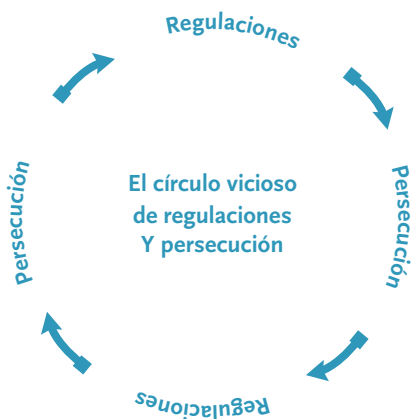 Regulaciones
Persecución
El círculo vicioso
de regulaciones
Y persecución
Persecución
Regulaciones